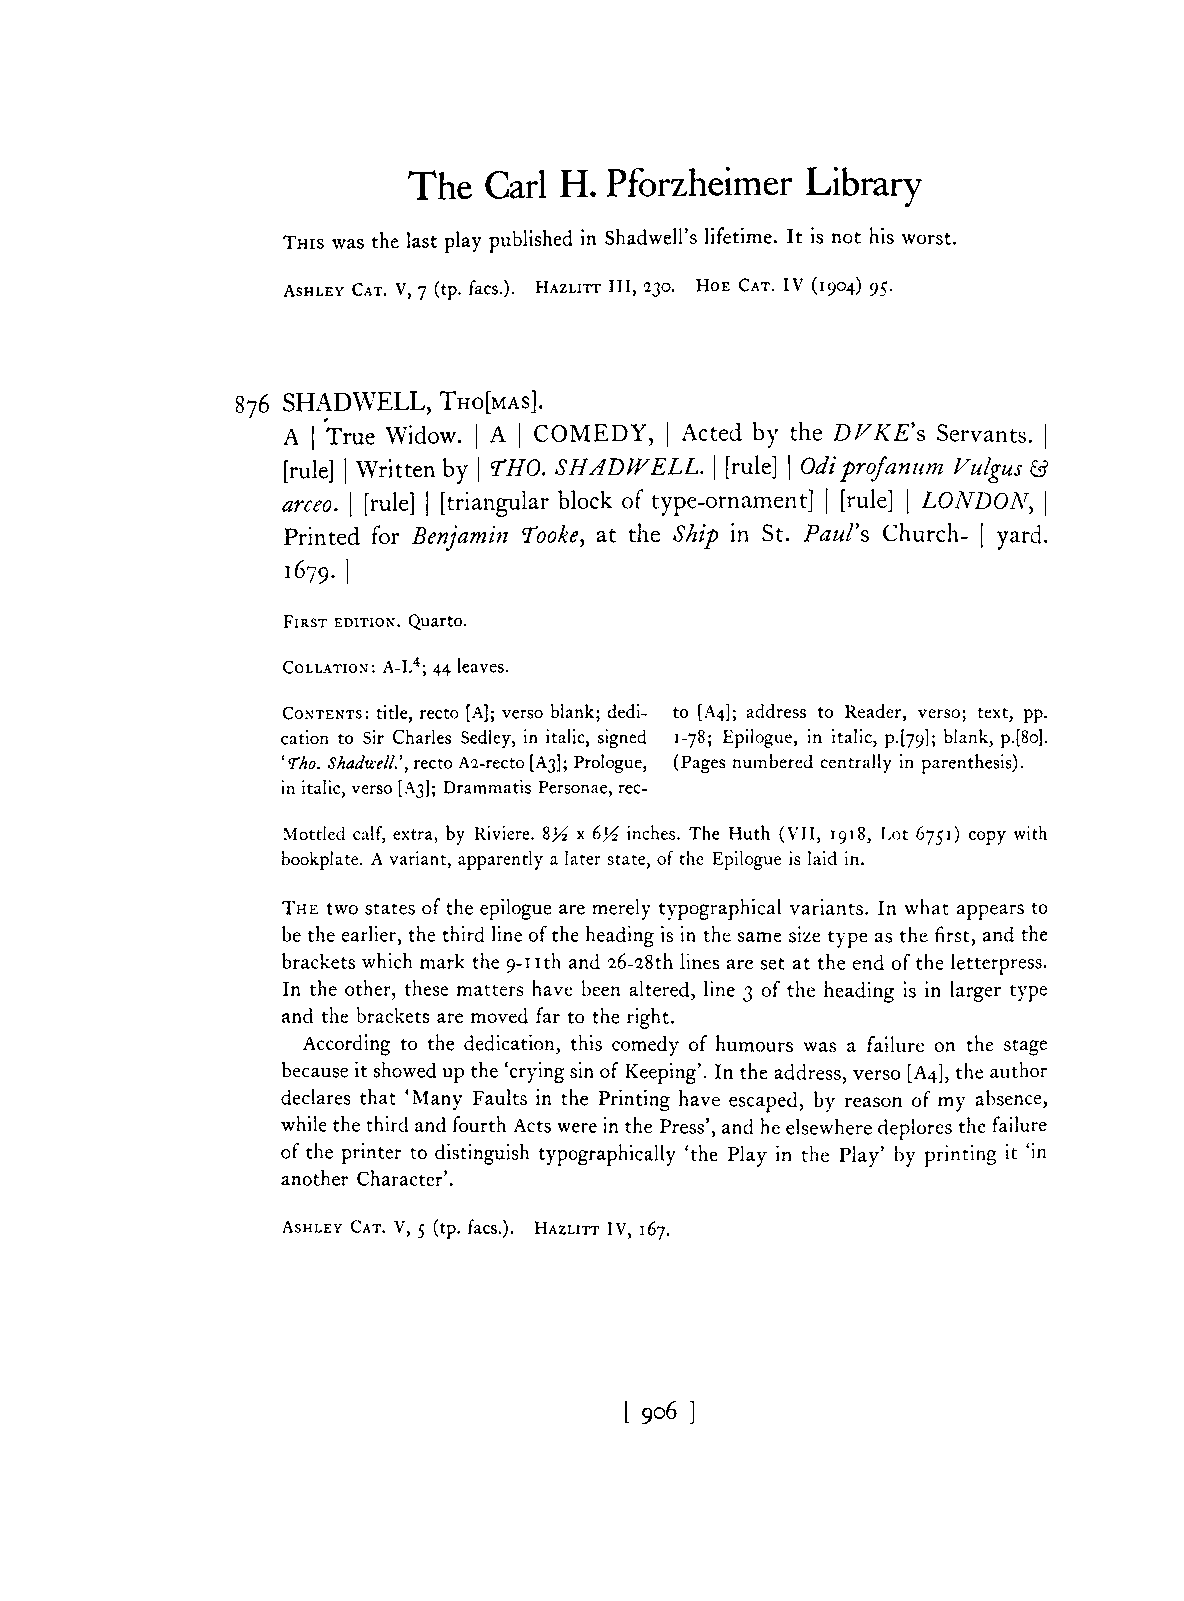 The Carl H. Pforzheimer Library
THIS was the last play published in Shadwell's lifetime. It is not his worst.
ASHLEY CAT. V, 7 (tp. facs.). HAZLITT III, 230. HOE CAT. IV (1904) 95.
876 SHADWELL, THO[MAS].
A | True Widow. | A | COMEDY, | Acted by the DVKE's Servants. |
[rule] | Written by | THO. SHADWELL. | [rule] | Odi profanum Vulgus &
arceo. | [rule] | [triangular block of type-ornament] | [rule] | LONDON, |
Printed for Benjamin Tooke, at the Ship in St. Paul's Church- | yard.
1679. |
FIRST EDITION. Quarto.
COLLATION: A-L⁴; 44 leaves.
CONTENTS: title, recto [A]; verso blank; dedi-
cation to Sir Charles Sedley, in italic, signed
'Tho. Shadwell.', recto A2-recto [A3]; Prologue,
in italic, verso [A3]; Drammatis Personae, rec-
to [A4]; address to Reader, verso; text, pp.
1-78; Epilogue, in italic, p.[79]; blank, p.[80].
(Pages numbered centrally in parenthesis).
Mottled calf, extra, by Riviere. 8½ x 6½ inches. The Huth (VII, 1918, Lot 6751) copy with
bookplate. A variant, apparently a later state, of the Epilogue is laid in.
THE two states of the epilogue are merely typographical variants. In what appears to
be the earlier, the third line of the heading is in the same size type as the first, and the
brackets which mark the 9-11th and 26-28th lines are set at the end of the letterpress.
In the other, these matters have been altered, line 3 of the heading is in larger type
and the brackets are moved far to the right.
According to the dedication, this comedy of humours was a failure on the stage
because it showed up the 'crying sin of Keeping'. In the address, verso [A4], the author
declares that 'Many Faults in the Printing have escaped, by reason of my absence,
while the third and fourth Acts were in the Press', and he elsewhere deplores the failure
of the printer to distinguish typographically 'the Play in the Play' by printing it 'in
another Character'.
ASHLEY CAT. V, 5 (tp. facs.). HAZLITT IV, 167.
[ 906 ]